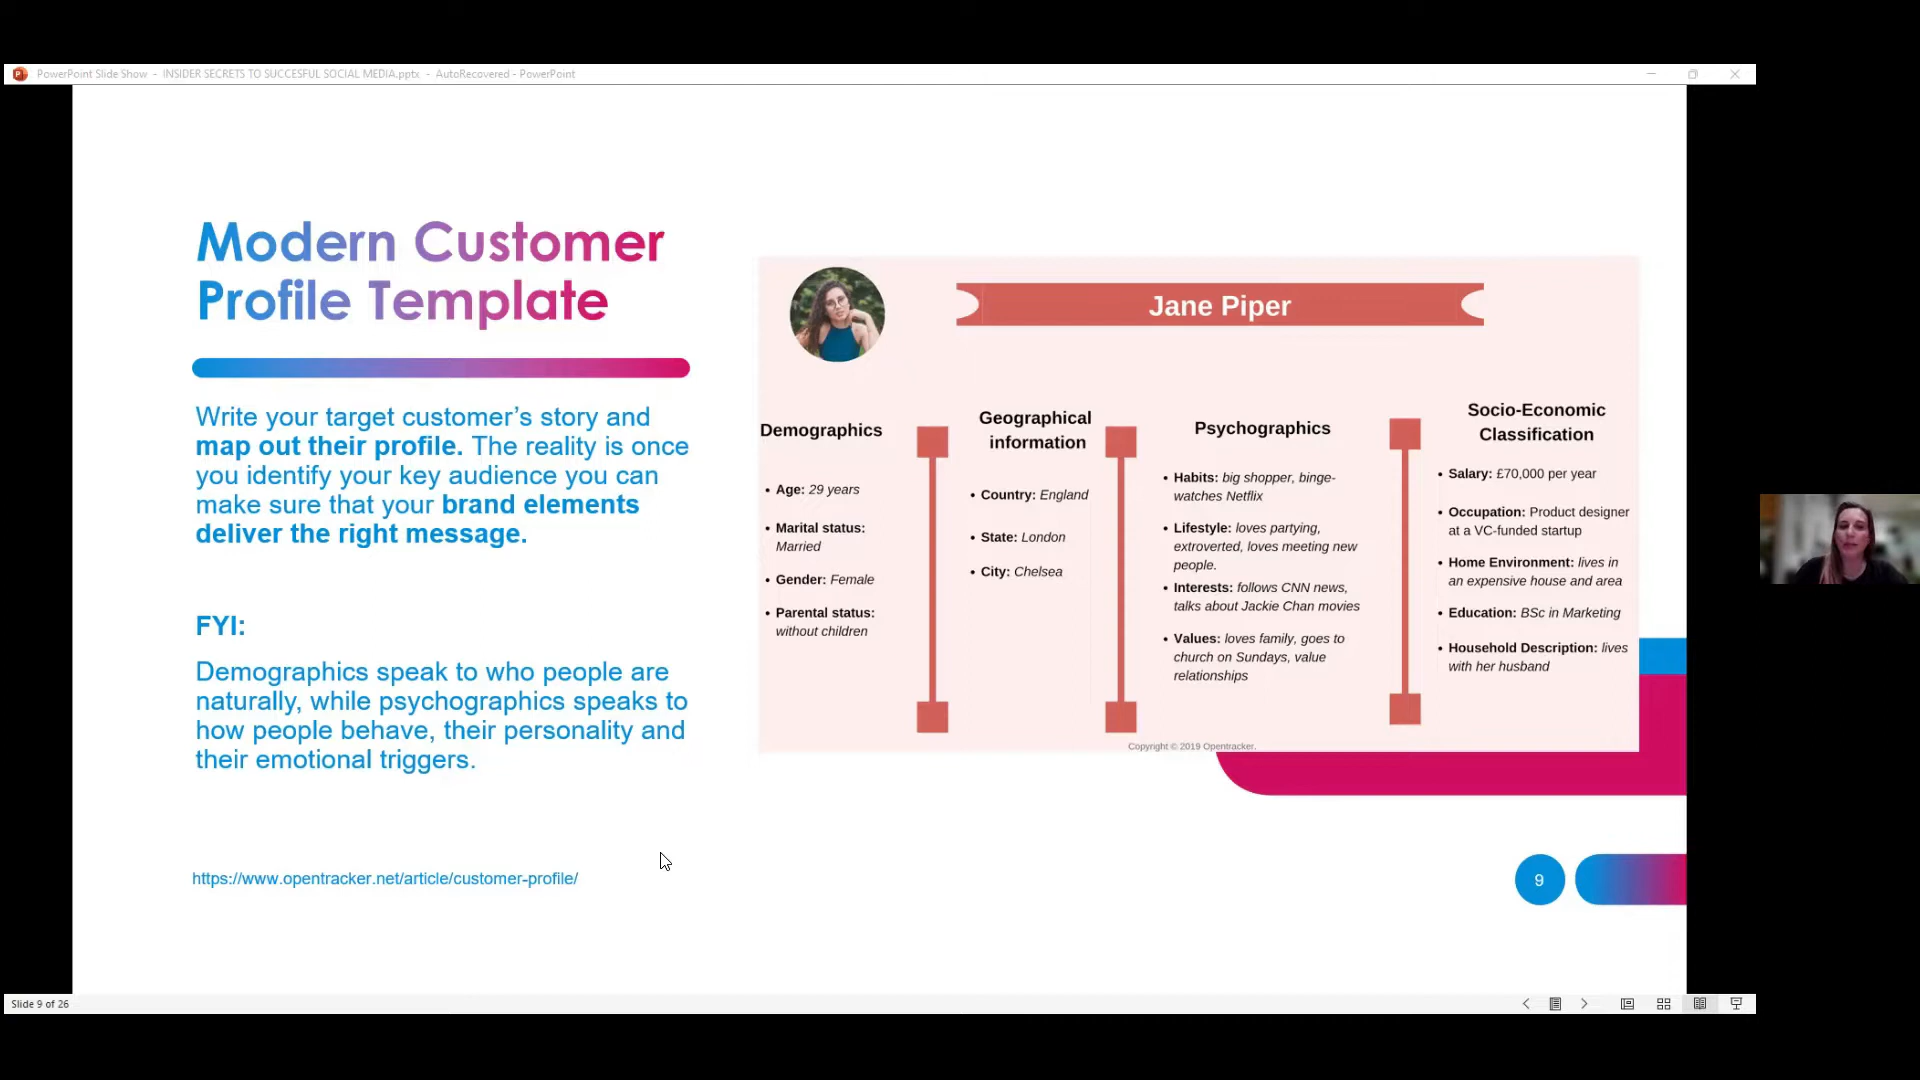 PowerPoint Slide Show - INSIDER SECRETS TO SUCCESFUL SOCIAL MEDIA.pptx - AutoRecovered - PowerPoint
Modern Customer
Profile Template
Write your target customer’s story and
map out their profile. The reality is once
you identify your key audience you can
make sure that your brand elements
deliver the right message.
FYI:
Demographics speak to who people are
naturally, while psychographics speaks to
how people behave, their personality and
their emotional triggers.
https://www.opentracker.net/article/customer-profile/
Jane Piper
Demographics
• Age: 29 years
• Marital status:
Married
• Gender: Female
• Parental status:
without children
Geographical
information
• Country: England
• State: London
• City: Chelsea
Psychographics
• Habits: big shopper, binge-
watches Netflix
• Lifestyle: loves partying,
extroverted, loves meeting new
people.
• Interests: follows CNN news,
talks about Jackie Chan movies
• Values: loves family, goes to
church on Sundays, value
relationships
Socio-Economic
Classification
• Salary: £70,000 per year
• Occupation: Product designer
at a VC-funded startup
• Home Environment: lives in
an expensive house and area
• Education: BSc in Marketing
• Household Description: lives
with her husband
Copyright © 2019 Opentracker.
9
Slide 9 of 26